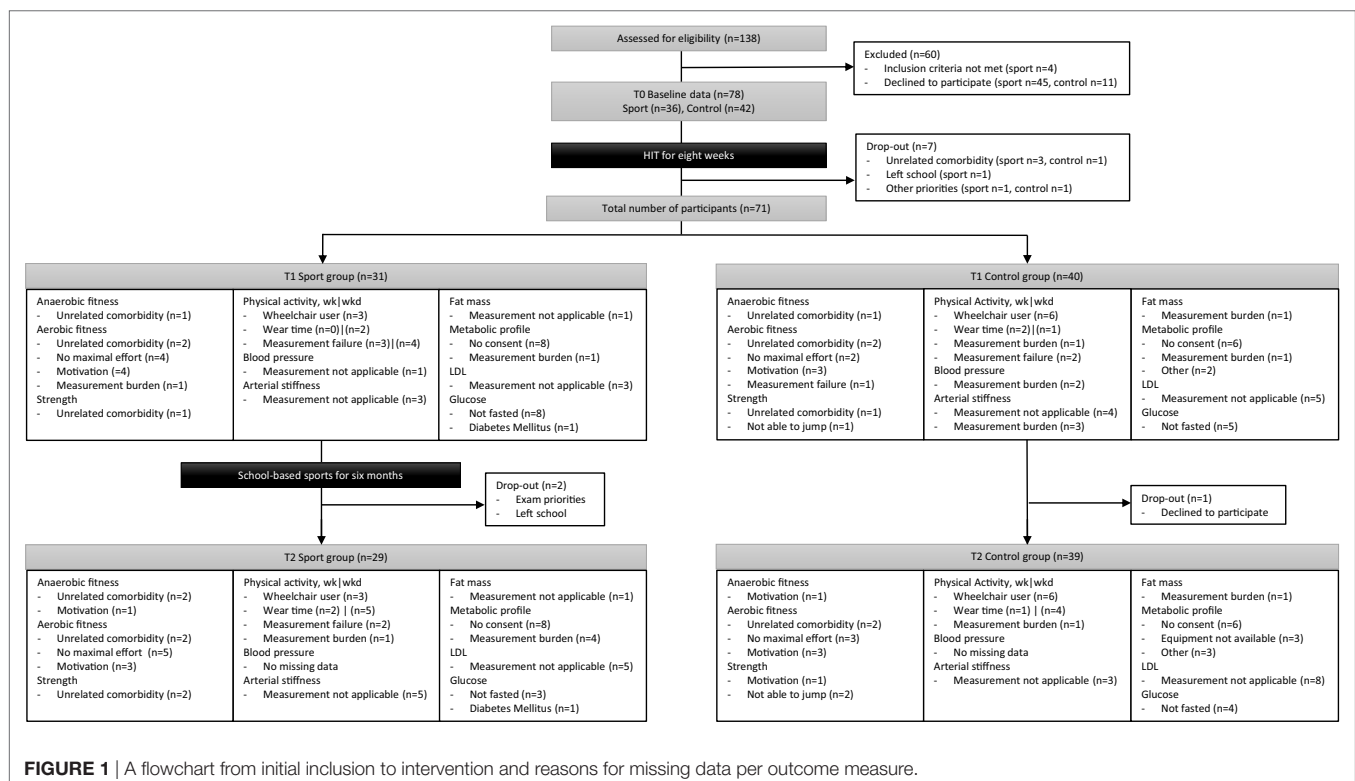 Assessed for eligibility (n=138)
Excluded (n=60)
- Inclusion criteria not met (sport n=4)
- Declined to participate (sport n=45, control n=11)
T0 Baseline data (n=78)
Sport (n=36), Control (n=42)
HIT for eight weeks
Drop-out (n=7)
- Unrelated comorbidity (sport n=3, control n=1)
- Left school (sport n=1)
- Other priorities (sport n=1, control n=1)
Total number of participants (n=71)
T1 Sport group (n=31)
Anaerobic fitness
- Unrelated comorbidity (n=1)
Aerobic fitness
- Unrelated comorbidity (n=2)
- No maximal effort (n=4)
- Motivation (=4)
- Measurement burden (n=1)
Strength
- Unrelated comorbidity (n=1)
Physical activity, wk|wkd
- Wheelchair user (n=3)
- Wear time (n=0)|(n=2)
- Measurement failure (n=3)|(n=4)
Blood pressure
- Measurement not applicable (n=1)
Arterial stiffness
- Measurement not applicable (n=3)
Fat mass
- Measurement not applicable (n=1)
Metabolic profile
- No consent (n=8)
- Measurement burden (n=1)
LDL
- Measurement not applicable (n=3)
Glucose
- Not fasted (n=8)
- Diabetes Mellitus (n=1)
T1 Control group (n=40)
Anaerobic fitness
- Unrelated comorbidity (n=1)
Aerobic fitness
- Unrelated comorbidity (n=2)
- No maximal effort (n=2)
- Motivation (n=3)
- Measurement failure (n=1)
Strength
- Unrelated comorbidity (n=1)
- Not able to jump (n=1)
Physical Activity, wk|wkd
- Wheelchair user (n=6)
- Wear time (n=2)|(n=1)
- Measurement burden (n=1)
- Measurement failure (n=2)
Blood pressure
- Measurement burden (n=2)
Arterial stiffness
- Measurement not applicable (n=4)
- Measurement burden (n=3)
Fat mass
- Measurement burden (n=1)
Metabolic profile
- No consent (n=6)
- Measurement burden (n=1)
- Other (n=2)
LDL
- Measurement not applicable (n=5)
Glucose
- Not fasted (n=5)
School-based sports for six months
Drop-out (n=2)
- Exam priorities
- Left school
Drop-out (n=1)
- Declined to participate
T2 Sport group (n=29)
Anaerobic fitness
- Unrelated comorbidity (n=2)
- Motivation (n=1)
Aerobic fitness
- Unrelated comorbidity (n=2)
- No maximal effort (n=5)
- Motivation (n=3)
Strength
- Unrelated comorbidity (n=2)
Physical activity, wk|wkd
- Wheelchair user (n=3)
- Wear time (n=2) | (n=5)
- Measurement failure (n=2)
- Measurement burden (n=1)
Blood pressure
- No missing data
Arterial stiffness
- Measurement not applicable (n=5)
Fat mass
- Measurement not applicable (n=1)
Metabolic profile
- No consent (n=8)
- Measurement burden (n=4)
LDL
- Measurement not applicable (n=5)
Glucose
- Not fasted (n=3)
- Diabetes Mellitus (n=1)
T2 Control group (n=39)
Anaerobic fitness
- Motivation (n=1)
Aerobic fitness
- Unrelated comorbidity (n=2)
- No maximal effort (n=3)
- Motivation (n=3)
Strength
- Motivation (n=1)
- Not able to jump (n=2)
Physical Activity, wk|wkd
- Wheelchair user (n=6)
- Wear time (n=1) | (n=4)
- Measurement burden (n=1)
Blood pressure
- No missing data
Arterial stiffness
- Measurement not applicable (n=3)
Fat mass
- Measurement burden (n=1)
Metabolic profile
- No consent (n=6)
- Equipment not available (n=3)
- Other (n=3)
LDL
- Measurement not applicable (n=8)
Glucose
- Not fasted (n=4)
FIGURE 1 | A flowchart from initial inclusion to intervention and reasons for missing data per outcome measure.